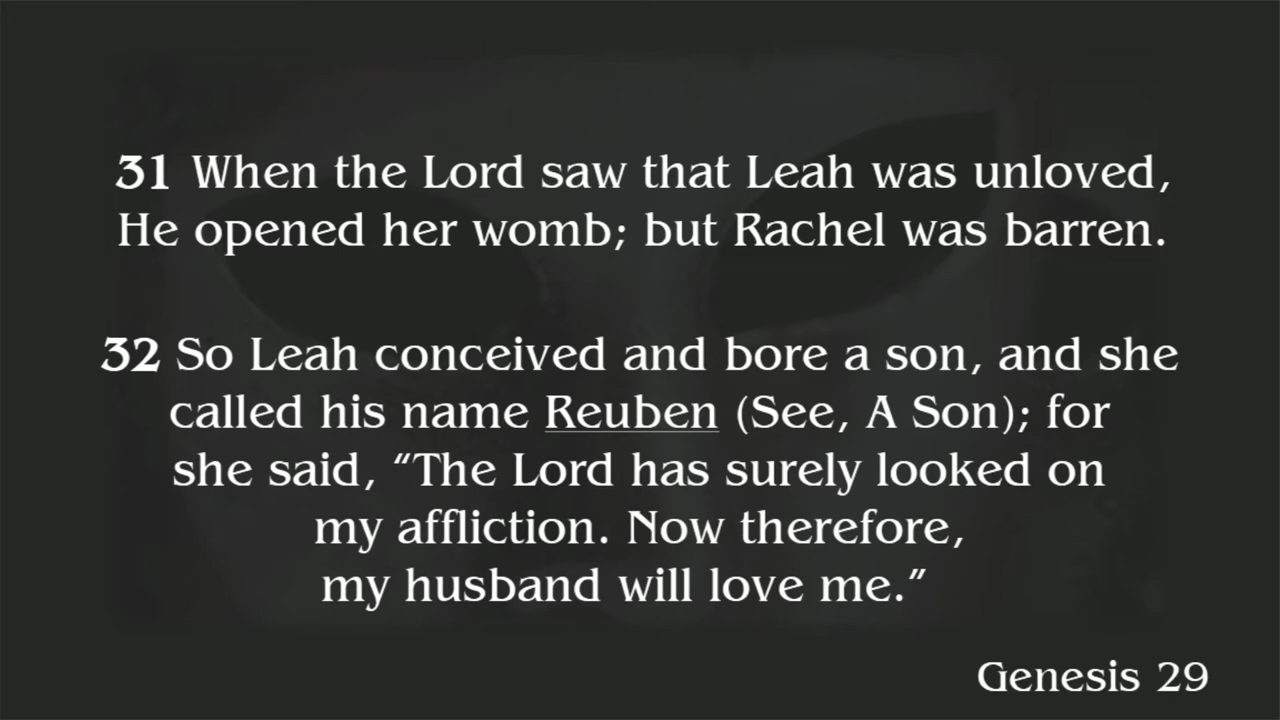 31 When the Lord saw that Leah was unloved,
He opened her womb; but Rachel was barren.
32 So Leah conceived and bore a son, and she
called his name Reuben (See, A Son); for
she said, “The Lord has surely looked on
my affliction. Now therefore,
my husband will love me.”
Genesis 29